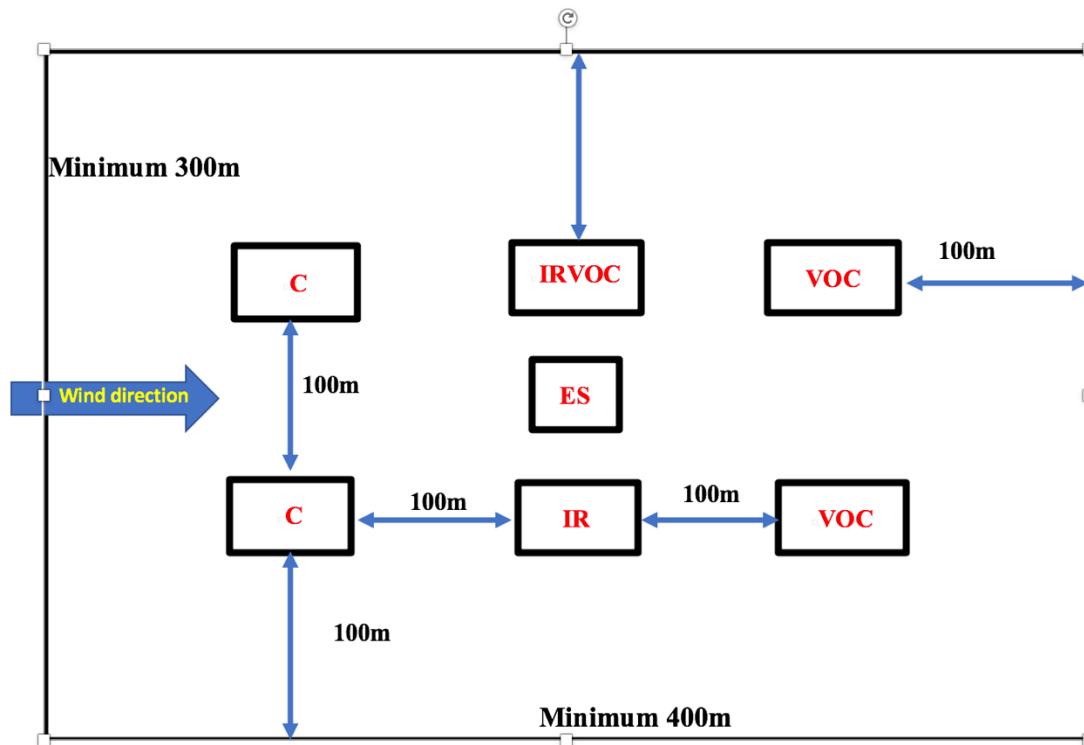 Minimum 300m
C
IRVOC
VOC
100m
Wind direction
100m
ES
C
100m
IR
100m
VOC
100m
Minimum 400m